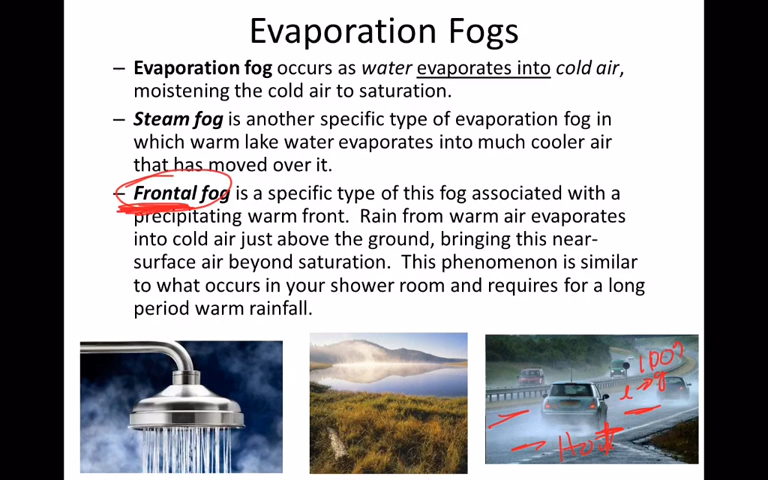 Evaporation Fogs
– Evaporation fog occurs as water evaporates into cold air,
moistening the cold air to saturation.
– Steam fog is another specific type of evaporation fog in
which warm lake water evaporates into much cooler air
that has moved over it.
– Frontal fog is a specific type of this fog associated with a
precipitating warm front. Rain from warm air evaporates
into cold air just above the ground, bringing this near-
surface air beyond saturation. This phenomenon is similar
to what occurs in your shower room and requires for a long
period warm rainfall.